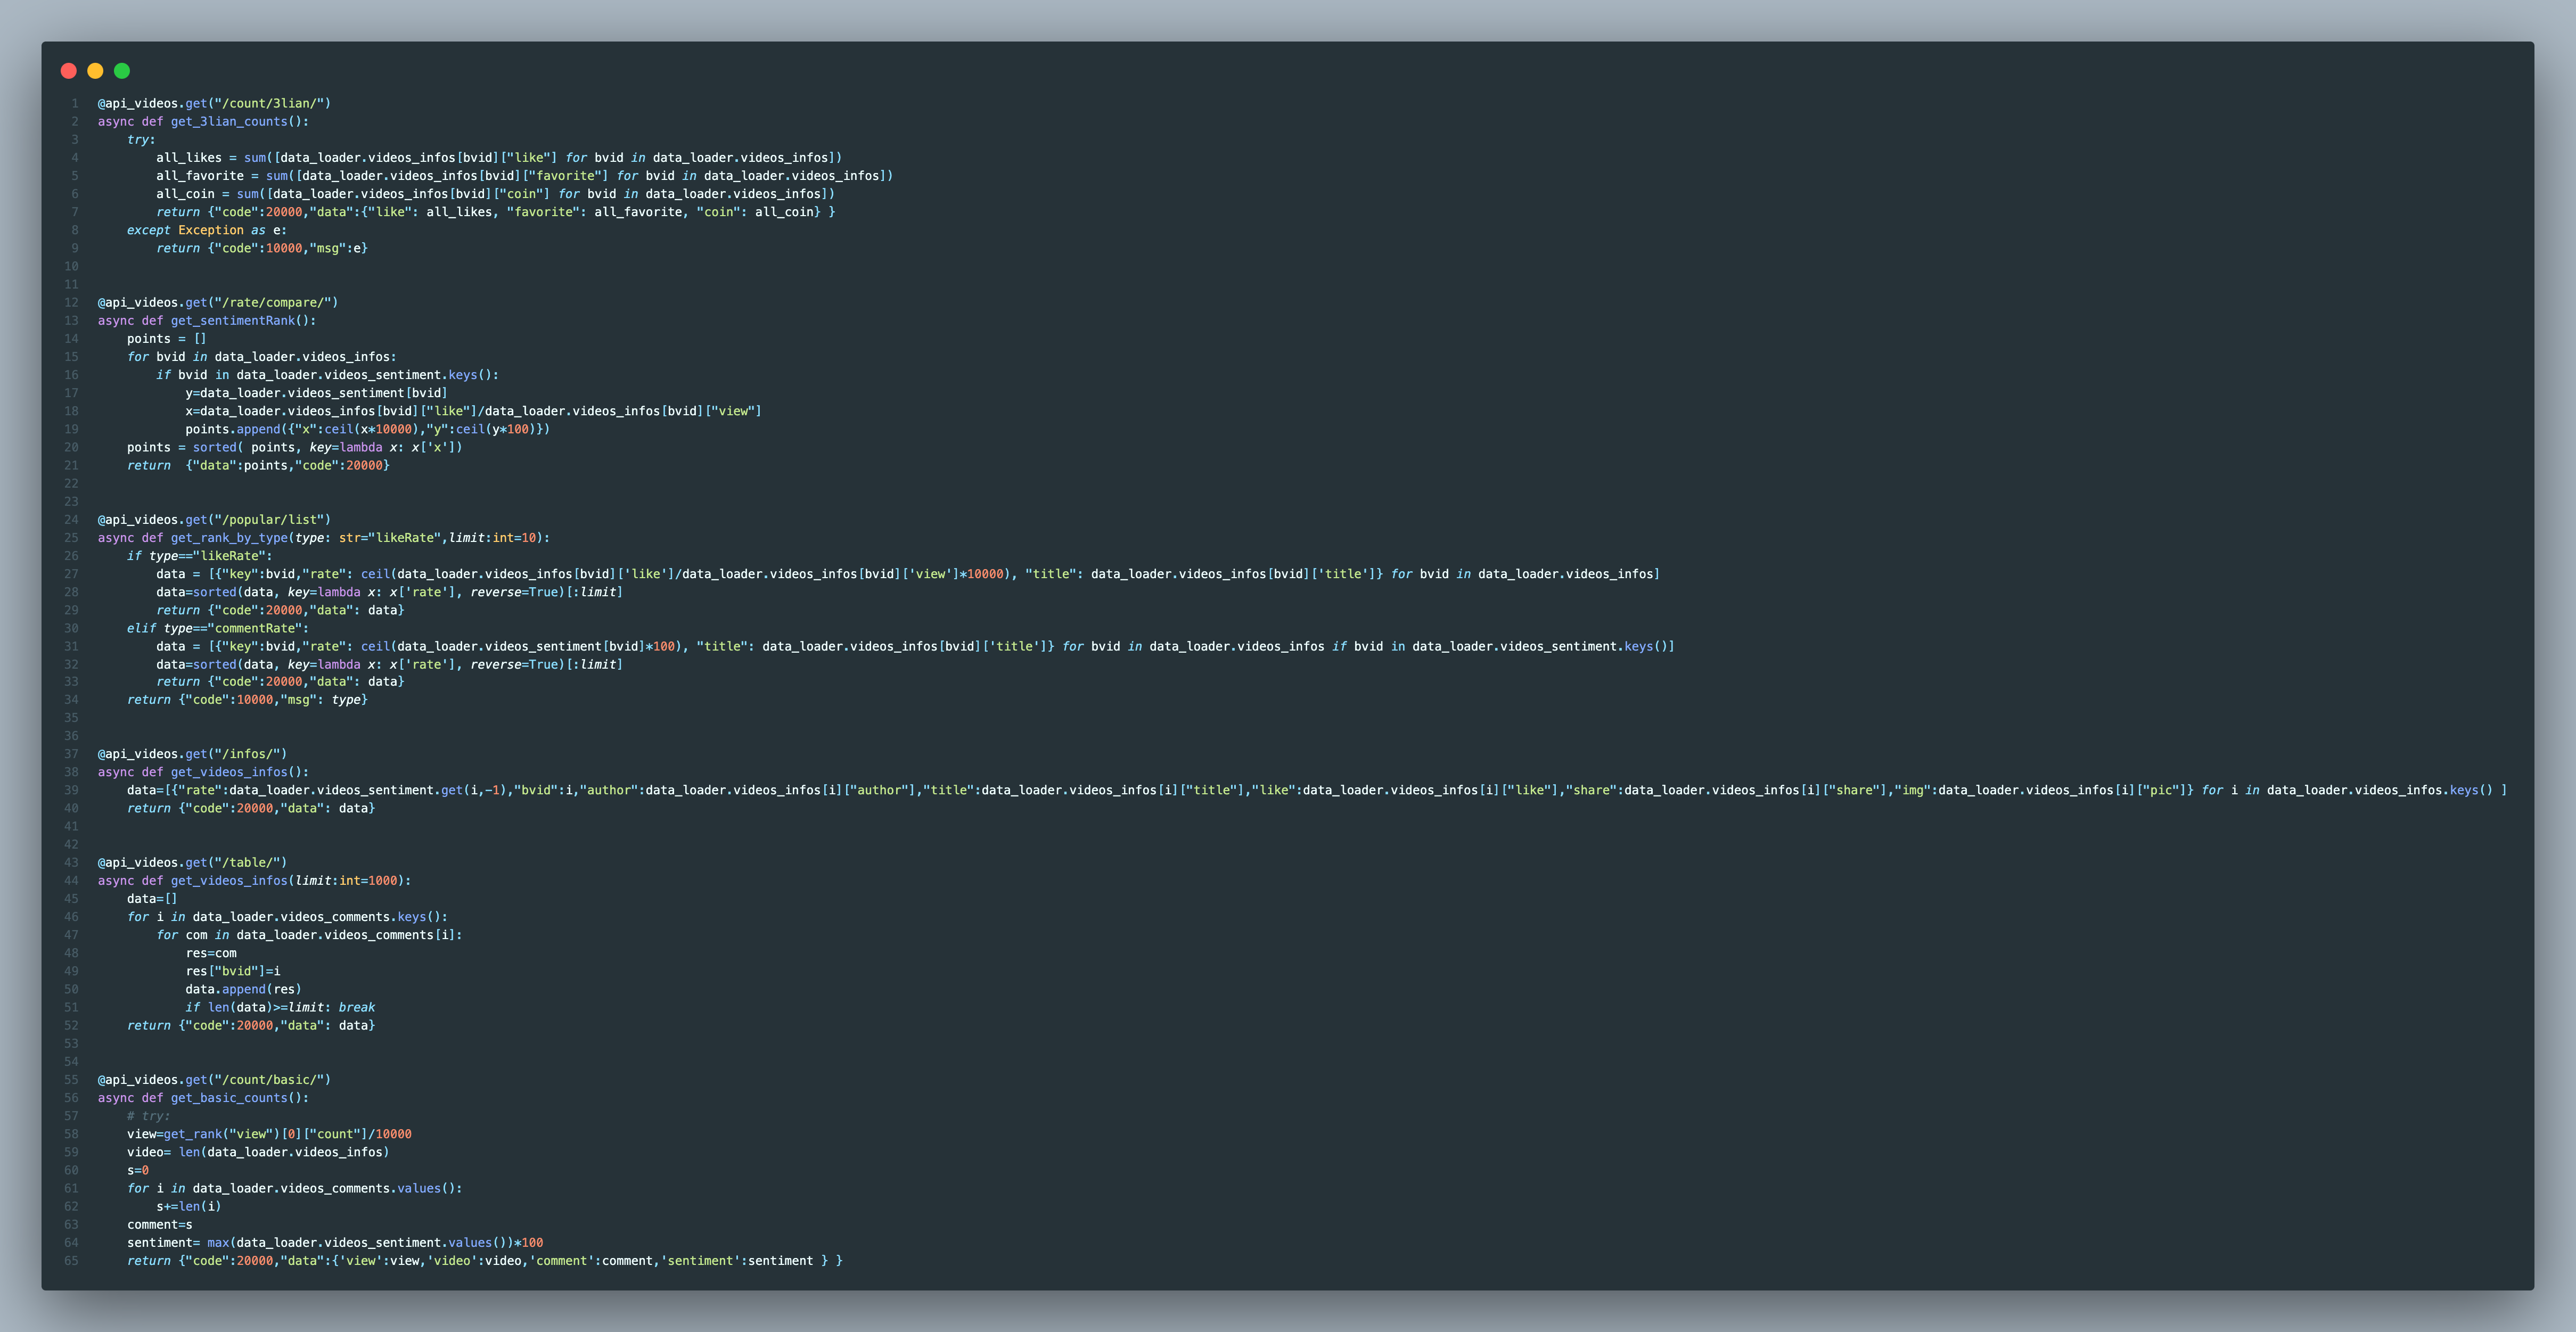 1 @api_videos.get("/count/3lian/")
2 async def get_3lian_counts():
3     try:
4         all_likes = sum([data_loader.videos_infos[bvid]["like"] for bvid in data_loader.videos_infos])
5         all_favorite = sum([data_loader.videos_infos[bvid]["favorite"] for bvid in data_loader.videos_infos])
6         all_coin = sum([data_loader.videos_infos[bvid]["coin"] for bvid in data_loader.videos_infos])
7         return {"code":20000,"data":{"like": all_likes, "favorite": all_favorite, "coin": all_coin} }
8     except Exception as e:
9         return {"code":10000,"msg":e}
10
11
12 @api_videos.get("/rate/compare/")
13 async def get_sentimentRank():
14     points = []
15     for bvid in data_loader.videos_infos:
16         if bvid in data_loader.videos_sentiment.keys():
17             y=data_loader.videos_sentiment[bvid]
18             x=data_loader.videos_infos[bvid]["like"]/data_loader.videos_infos[bvid]["view"]
19             points.append({"x":ceil(x*10000),"y":ceil(y*100)})
20     points = sorted( points, key=lambda x: x['x'])
21     return  {"data":points,"code":20000}
22
23
24 @api_videos.get("/popular/list")
25 async def get_rank_by_type(type: str="likeRate",limit:int=10):
26     if type=="likeRate":
27         data = [{"key":bvid,"rate": ceil(data_loader.videos_infos[bvid]['like']/data_loader.videos_infos[bvid]['view']*10000), "title": data_loader.videos_infos[bvid]['title']} for bvid in data_loader.videos_infos]
28         data=sorted(data, key=lambda x: x['rate'], reverse=True)[:limit]
29         return {"code":20000,"data": data}
30     elif type=="commentRate":
31         data = [{"key":bvid,"rate": ceil(data_loader.videos_sentiment[bvid]*100), "title": data_loader.videos_infos[bvid]['title']} for bvid in data_loader.videos_infos if bvid in data_loader.videos_sentiment.keys()]
32         data=sorted(data, key=lambda x: x['rate'], reverse=True)[:limit]
33         return {"code":20000,"data": data}
34     return {"code":10000,"msg": type}
35
36
37 @api_videos.get("/infos/")
38 async def get_videos_infos():
39     data=[{"rate":data_loader.videos_sentiment.get(i,-1),"bvid":i,"author":data_loader.videos_infos[i]["author"],"title":data_loader.videos_infos[i]["title"],"like":data_loader.videos_infos[i]["like"],"share":data_loader.videos_infos[i]["share"],"img":data_loader.videos_infos[i]["pic"]} for i in data_loader.videos_infos.keys() ]
40     return {"code":20000,"data": data}
41
42
43 @api_videos.get("/table/")
44 async def get_videos_infos(limit:int=1000):
45     data=[]
46     for i in data_loader.videos_comments.keys():
47         for com in data_loader.videos_comments[i]:
48             res=com
49             res["bvid"]=i
50             data.append(res)
51             if len(data)>=limit: break
52     return {"code":20000,"data": data}
53
54
55 @api_videos.get("/count/basic/")
56 async def get_basic_counts():
57     # try:
58     view=get_rank("view")[0]["count"]/10000
59     video= len(data_loader.videos_infos)
60     s=0
61     for i in data_loader.videos_comments.values():
62         s+=len(i)
63     comment=s
64     sentiment= max(data_loader.videos_sentiment.values())*100
65     return {"code":20000,"data":{'view':view,'video':video,'comment':comment,'sentiment':sentiment } }